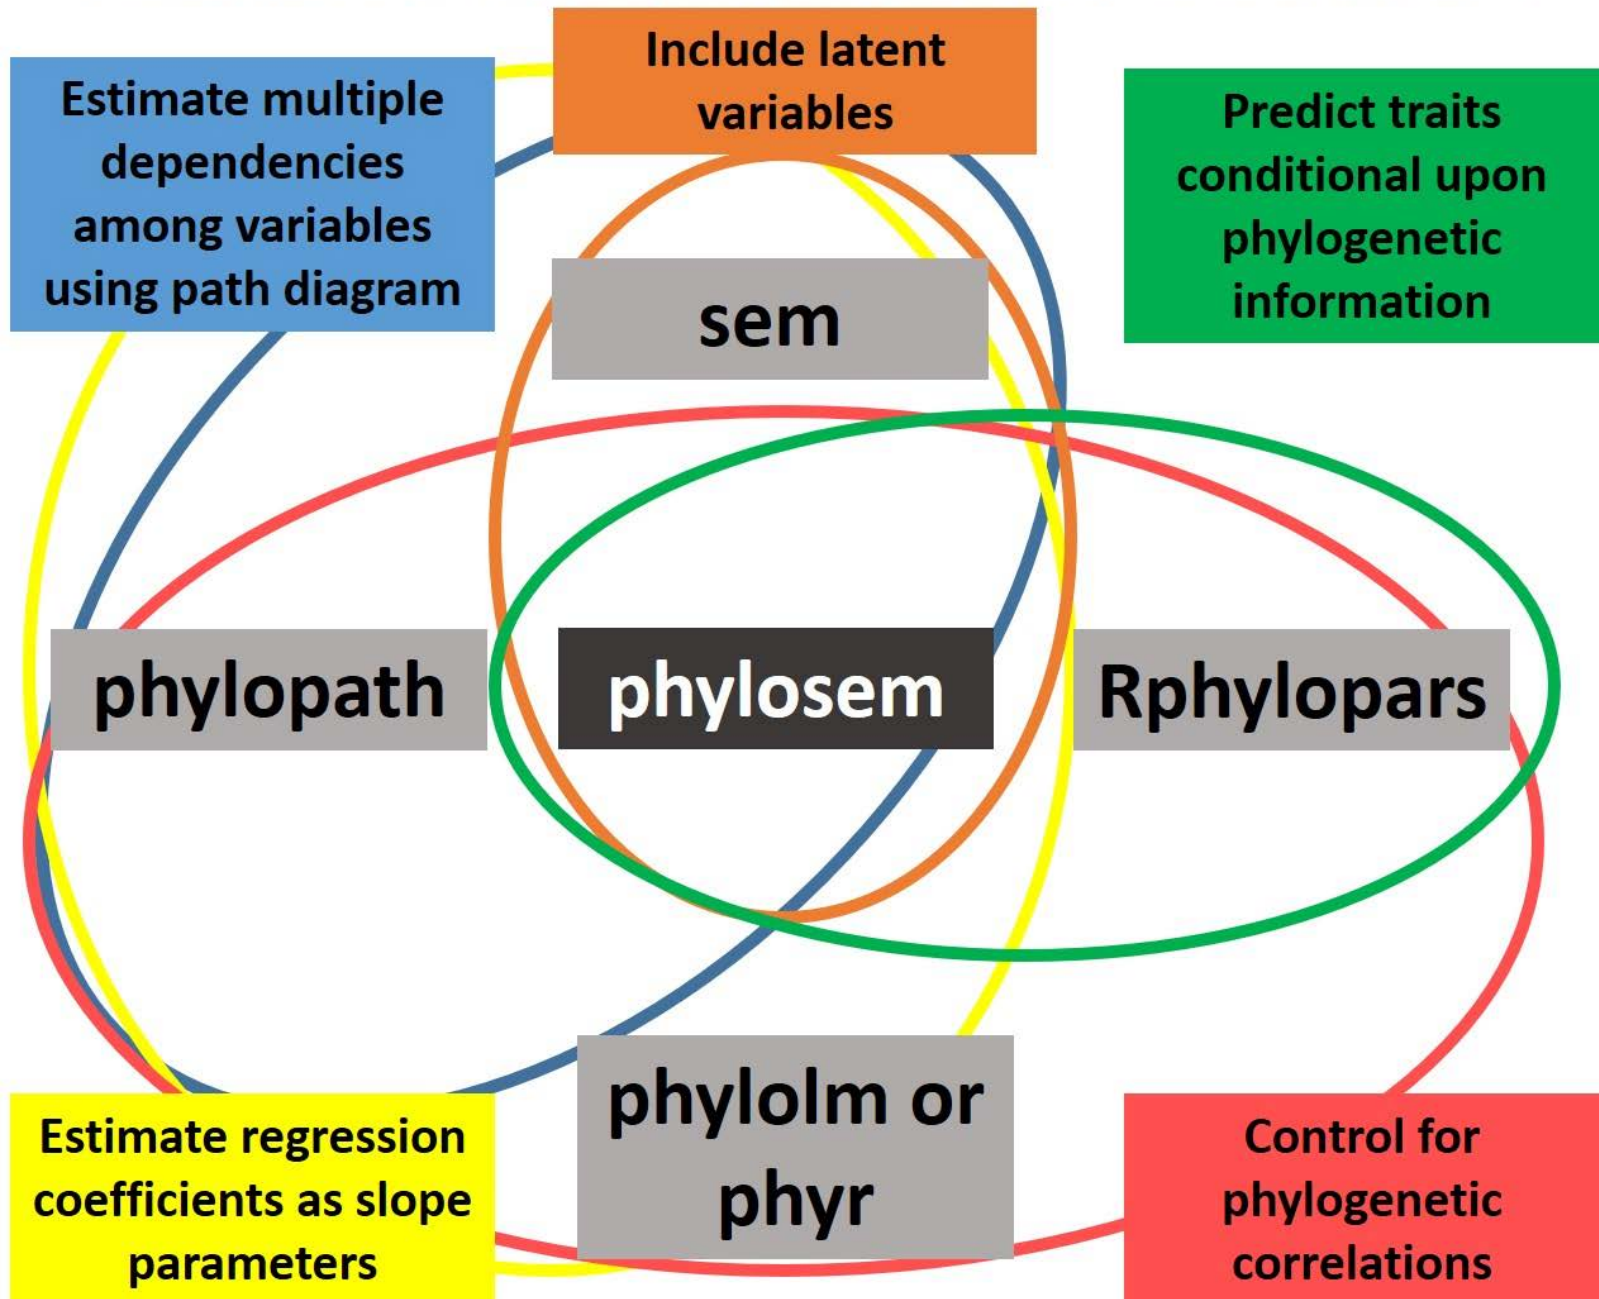 Estimate multiple
dependencies
among variables
using path diagram
Include latent
variables
Predict traits
conditional upon
phylogenetic
information
sem
phylopath
phylosem
Rphylopars
Estimate regression
coefficients as slope
parameters
phylolm or
phyr
Control for
phylogenetic
correlations